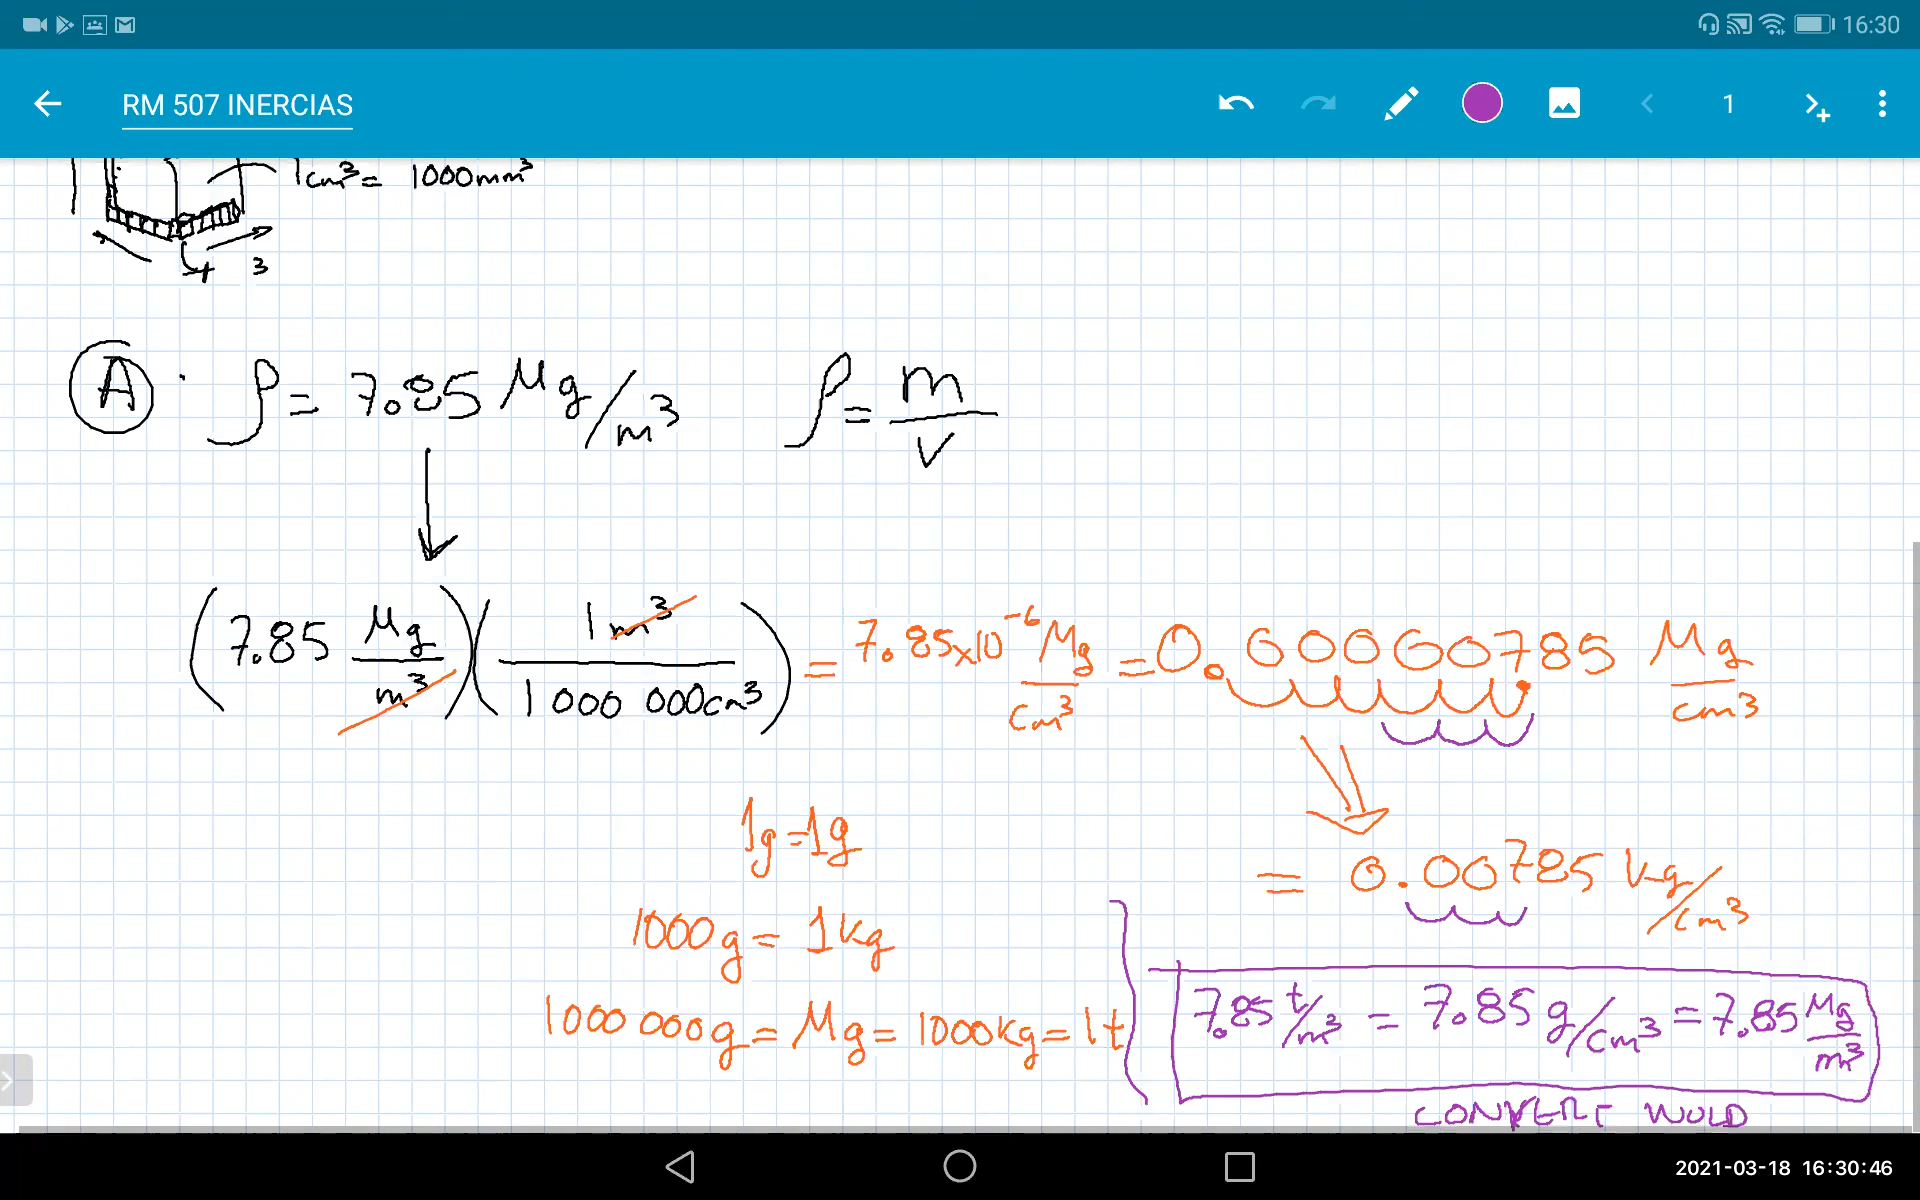 16:30
RM 507 INERCIAS
1
1cm³ = 1000mm³
3
A ρ = 7.85 Mg/m³ ρ = m/V
(7.85 Mg/m³)(1m³/1 000 000cm³) = 7.85x10⁻⁶ Mg/cm³ = 0.00000785 Mg/cm³
1g = 1g
= 0.00785 kg/cm³
1000g = 1kg
1000 000g = Mg = 1000kg = 1t
7.85 t/m³ = 7.85 g/cm³ = 7.85 Mg/m³
CONVERT WOLD
2021-03-18 16:30:46